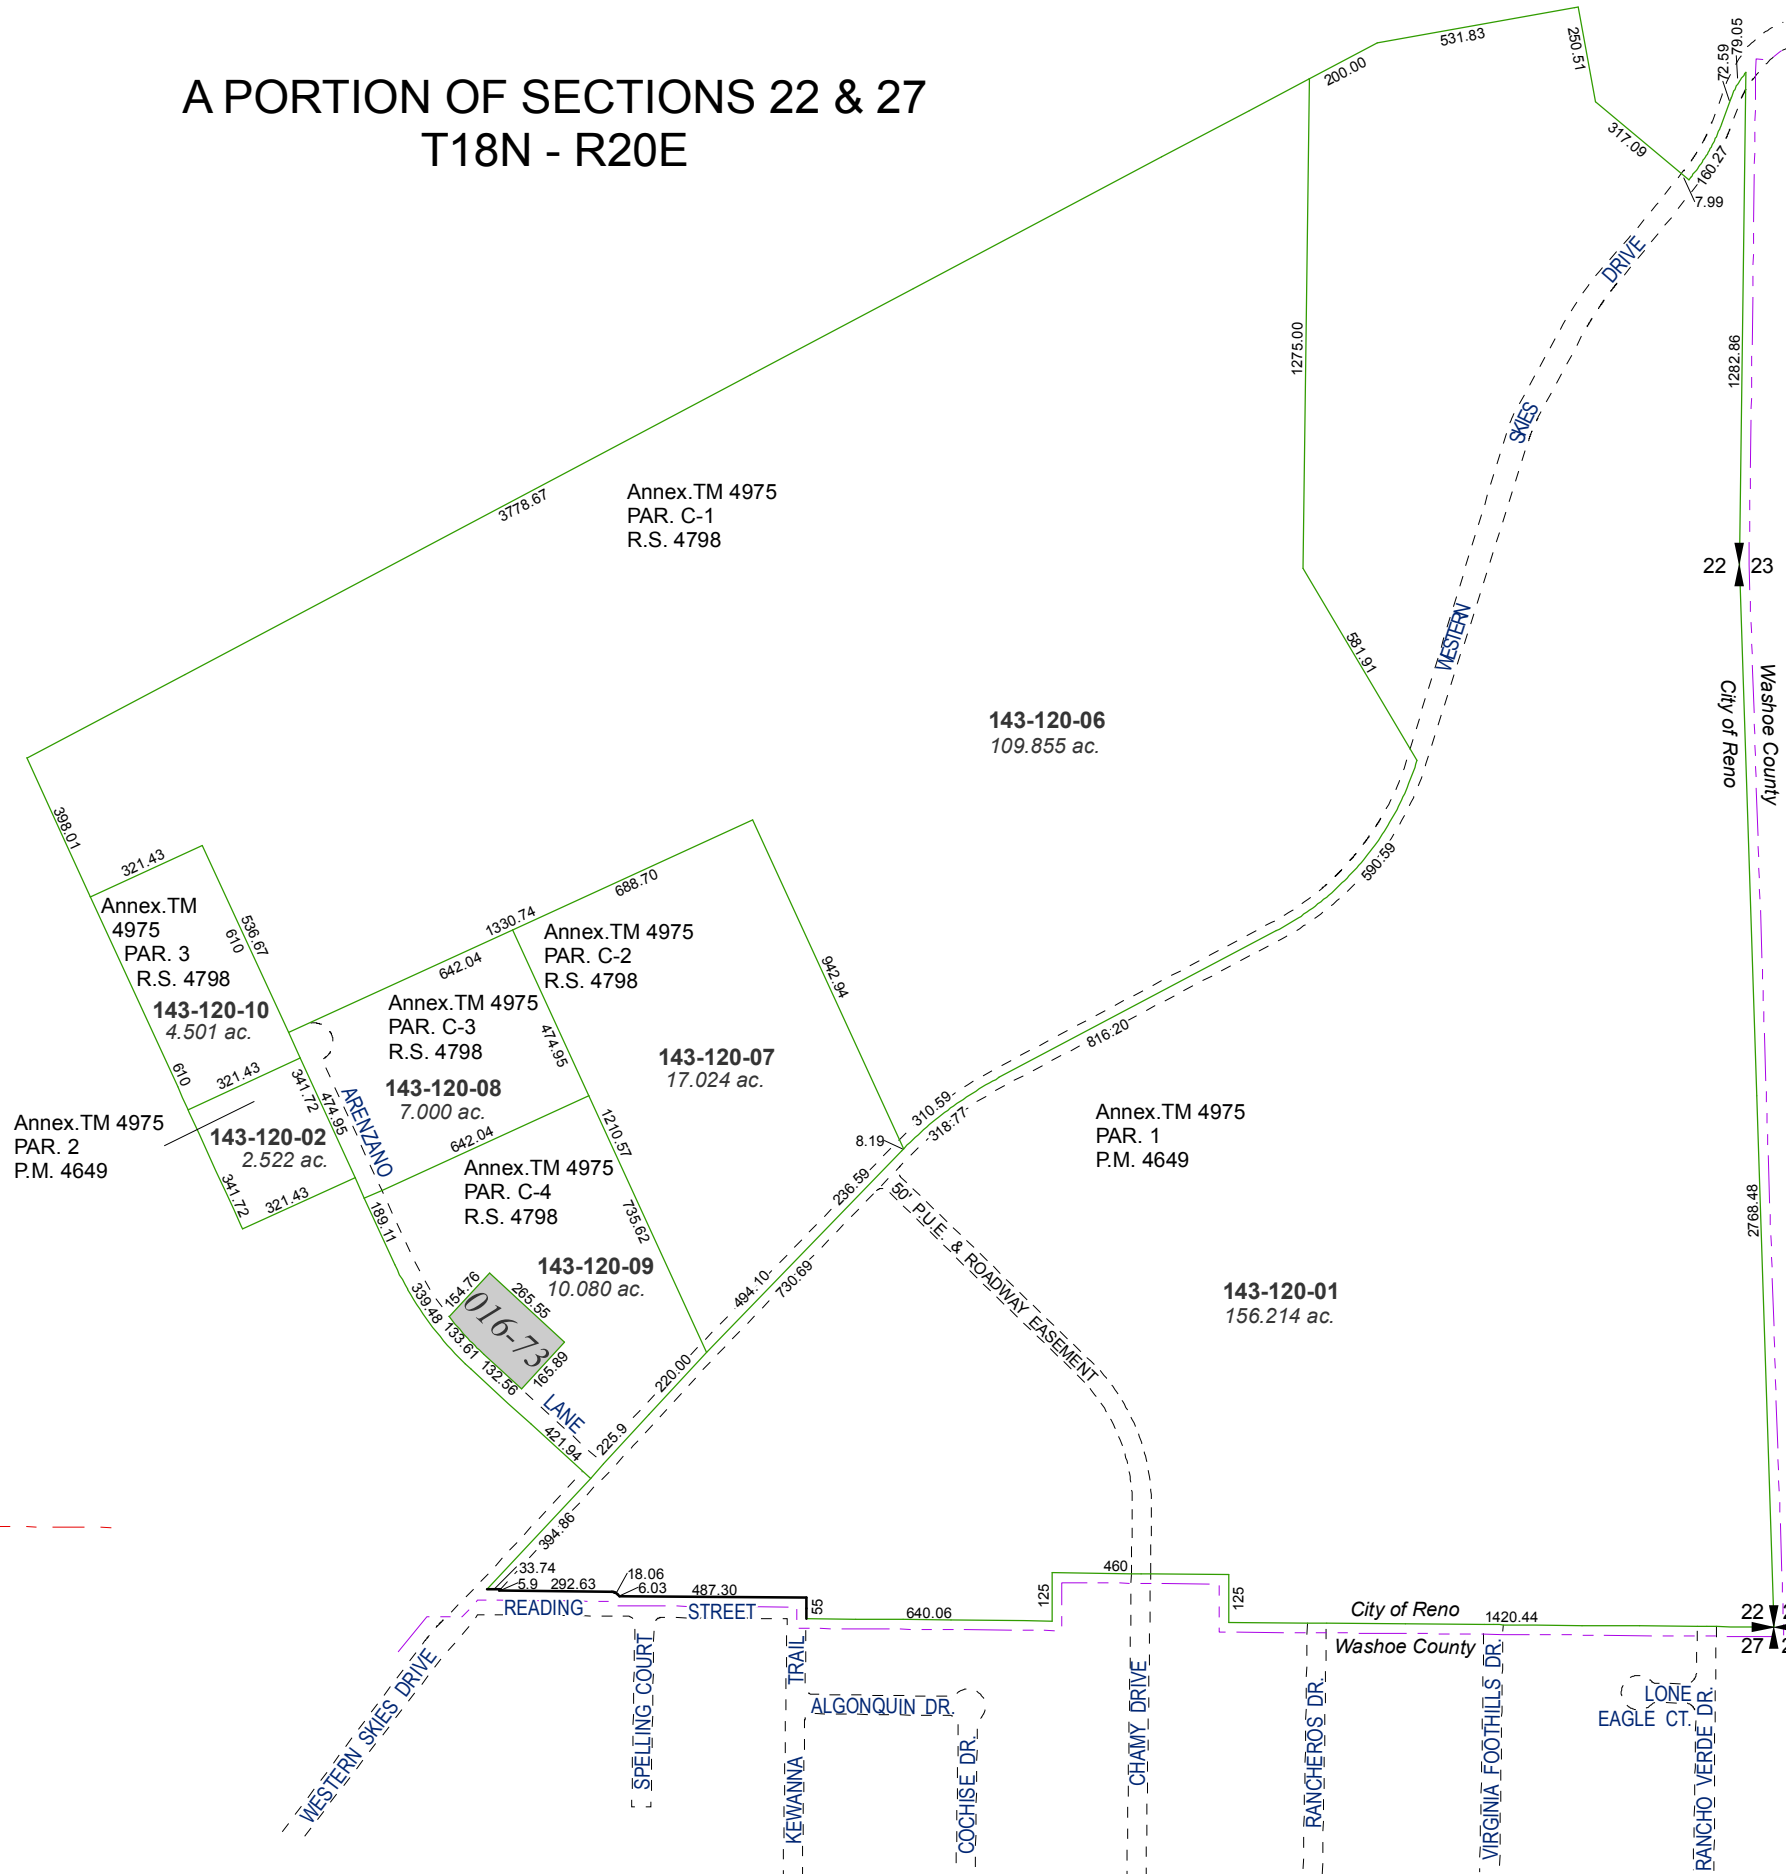 A PORTION OF SECTIONS 22 & 27
T18N - R20E
531.83
200.00
250.51
79.05
72.59
317.09
160.27
7.99
DRIVE
SKIES
WESTERN
1275.00
1282.86
3778.67
Annex.TM 4975
PAR. C-1
R.S. 4798
22
23
581.91
Washoe County
City of Reno
143-120-06
109.855 ac.
398.01
321.43
688.70
590.59
Annex.TM
4975
PAR. 3
R.S. 4798
536.67
610
1330.74
642.04
Annex.TM 4975
PAR. C-2
R.S. 4798
942.94
143-120-10
4.501 ac.
Annex.TM 4975
PAR. C-3
R.S. 4798
474.95
816.20
143-120-07
17.024 ac.
610
321.43
341.72
474.95
ARENZANO
143-120-08
7.000 ac.
310.59
318.77
8.19
Annex.TM 4975
PAR. 1
P.M. 4649
Annex.TM 4975
PAR. 2
P.M. 4649
143-120-02
2.522 ac.
642.04
1210.57
Annex.TM 4975
PAR. C-4
R.S. 4798
341.72
321.43
189.11
735.62
236.59
50' P.U.E. & ROADWAY EASEMENT
2768.48
143-120-09
10.080 ac.
143-120-01
156.214 ac.
154.76
265.55
016-73
339.48
133.61
132.56
165.89
494.10
730.69
220.00
LANE
421.94
225.9
394.86
33.74
5.9
292.63
18.06
6.03
487.30
55
640.06
125
460
125
City of Reno
1420.44
Washoe County
22
27
READING
STREET
WESTERN SKIES DRIVE
SPELLING COURT
KEWANNA
TRAIL
ALGONQUIN DR.
COCHISE DR.
CHAMY DRIVE
RANCHEROS DR.
VIRGINIA FOOTHILLS DR.
LONE
EAGLE CT.
RANCHO VERDE DR.